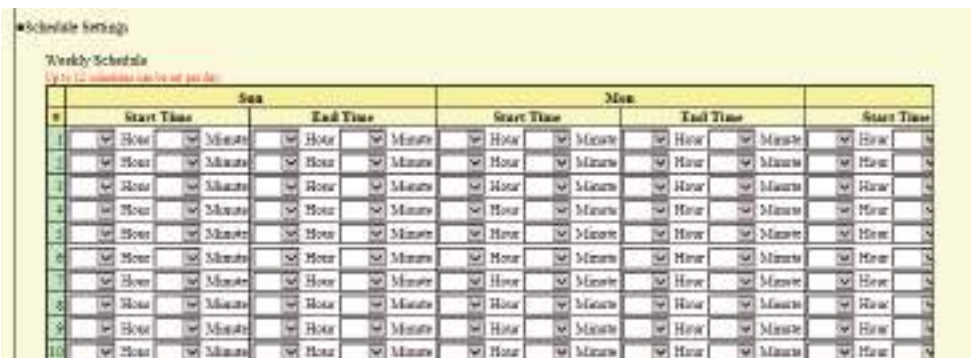 ■Schedule Settings
Weekly Schedule
Up to 12 schedules can be set per day.
Sun Mon
# Start Time End Time Start Time End Time Start Time
1 Hour Minute Hour Minute Hour Minute Hour Minute Hour
2 Hour Minute Hour Minute Hour Minute Hour Minute Hour
3 Hour Minute Hour Minute Hour Minute Hour Minute Hour
4 Hour Minute Hour Minute Hour Minute Hour Minute Hour
5 Hour Minute Hour Minute Hour Minute Hour Minute Hour
6 Hour Minute Hour Minute Hour Minute Hour Minute Hour
7 Hour Minute Hour Minute Hour Minute Hour Minute Hour
8 Hour Minute Hour Minute Hour Minute Hour Minute Hour
9 Hour Minute Hour Minute Hour Minute Hour Minute Hour
10 Hour Minute Hour Minute Hour Minute Hour Minute Hour